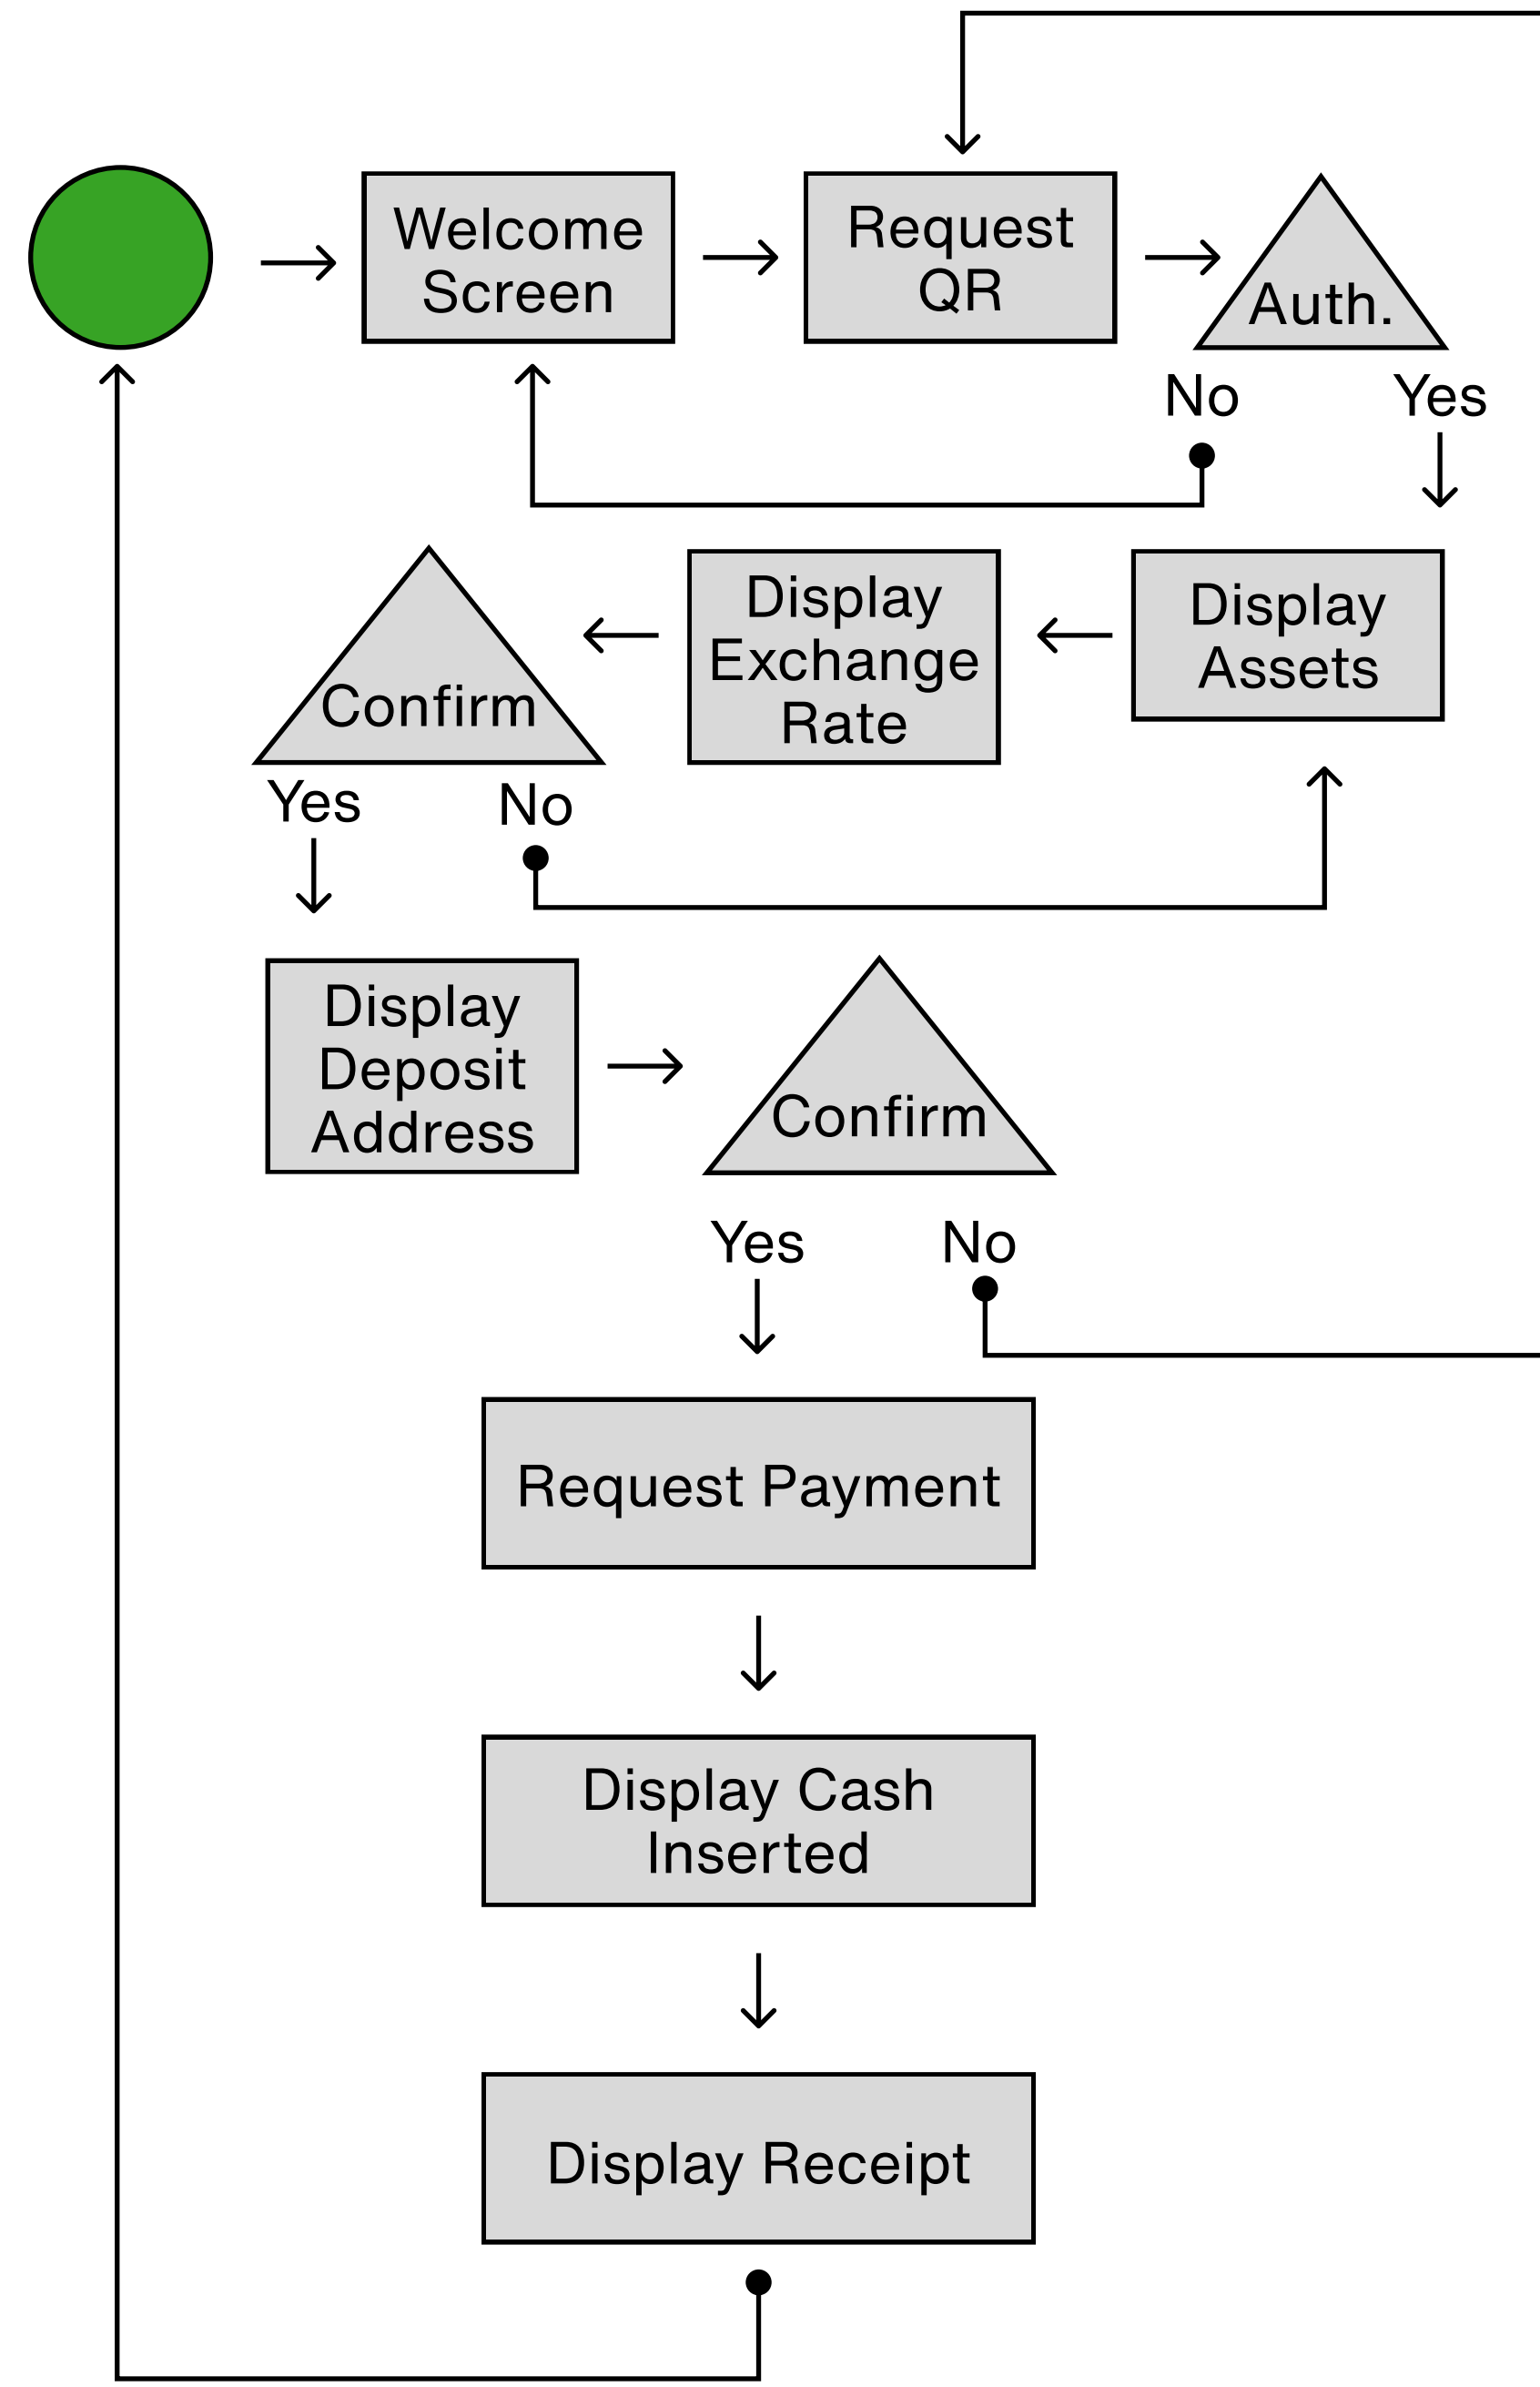 Welcome
Screen
Request
QR
Auth.
No
Yes
Display
Assets
Display
Exchange
Rate
Confirm
Yes
No
Display
Deposit
Address
Confirm
Yes
No
Request Payment
Display Cash
Inserted
Display Receipt